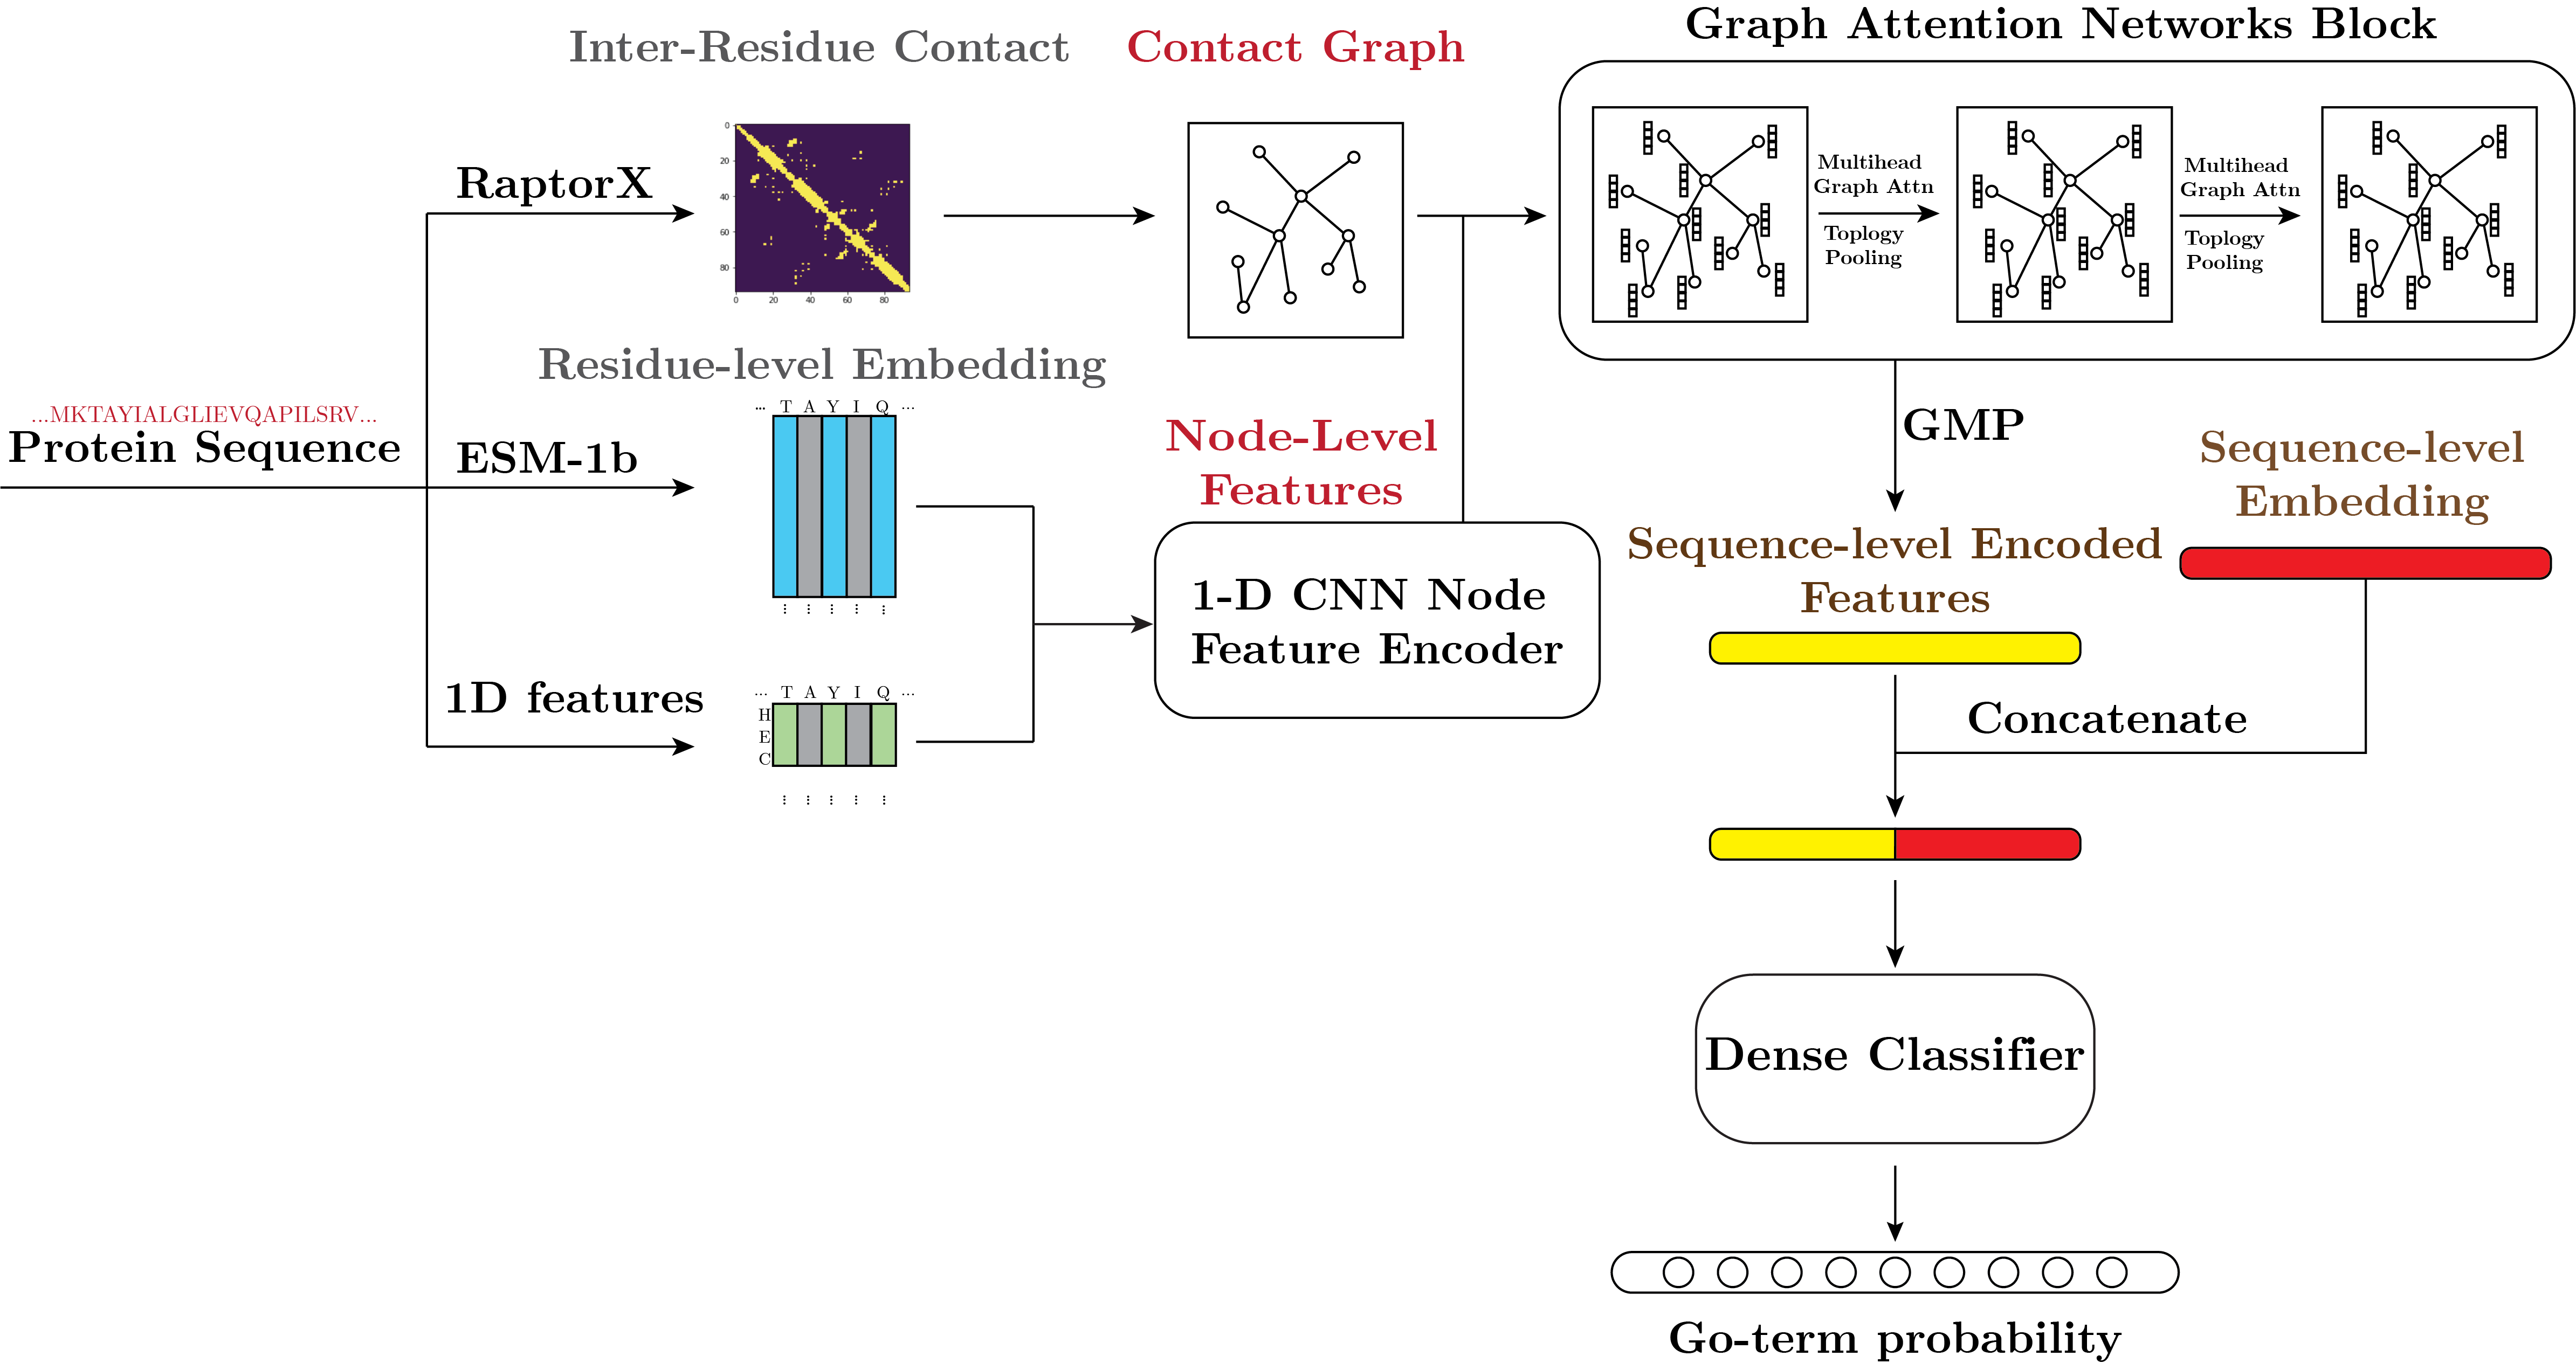 Inter-Residue Contact
Contact Graph
Graph Attention Networks Block
RaptorX
0
20
40
60
80
0 20 40 60 80
Multihead
Graph Attn
Toplogy
Pooling
Multihead
Graph Attn
Toplogy
Pooling
Residue-level Embedding
... T A Y I Q ...
...MKTAYIALGLIEVQAPILSRV...
Protein Sequence
ESM-1b
1D features
... T A Y I Q ...
H
E
C
Node-Level
Features
1-D CNN Node
Feature Encoder
GMP
Sequence-level
Embedding
Sequence-level Encoded
Features
Concatenate
Dense Classifier
Go-term probability